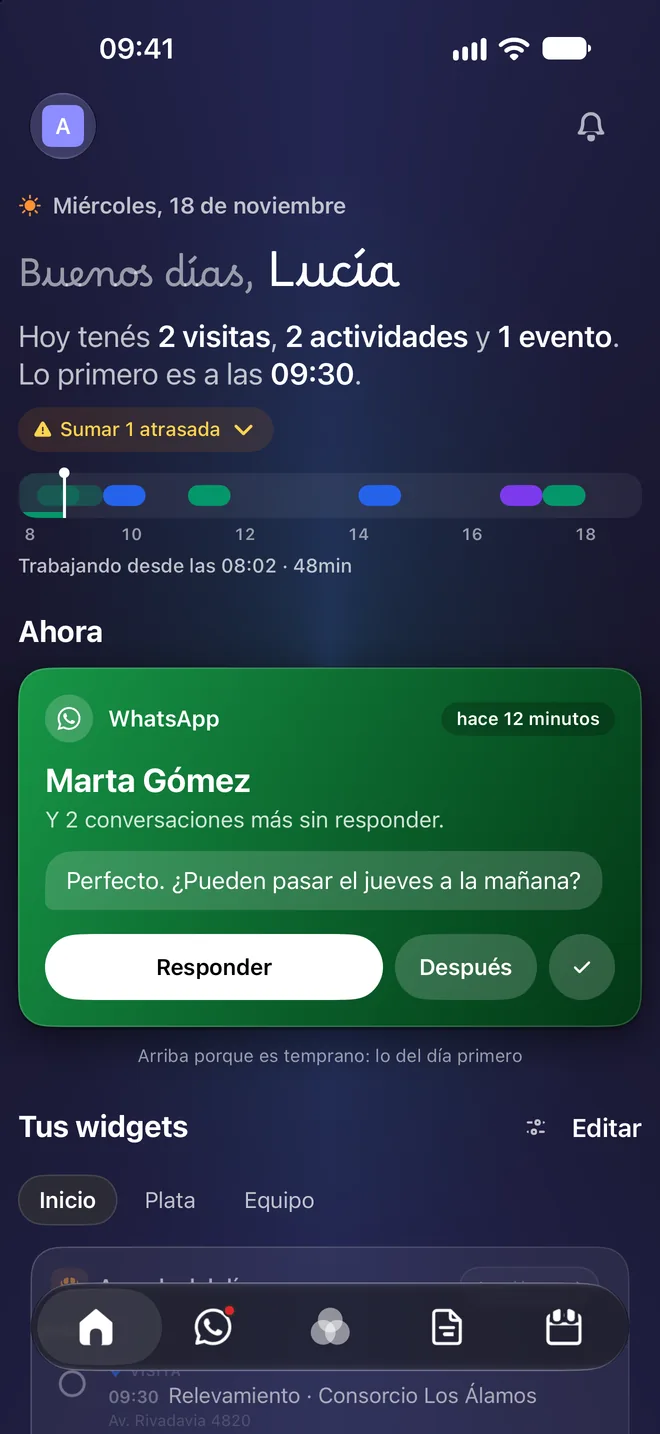 09:41
A
Miércoles, 18 de noviembre
Buenos días, Lucía
Hoy tenés 2 visitas, 2 actividades y 1 evento.
Lo primero es a las 09:30.
Sumar 1 atrasada
8 10 12 14 16 18
Trabajando desde las 08:02 · 48min
Ahora
WhatsApp
hace 12 minutos
Marta Gómez
Y 2 conversaciones más sin responder.
Perfecto. ¿Pueden pasar el jueves a la mañana?
Responder
Después
Arriba porque es temprano: lo del día primero
Tus widgets
Editar
Inicio
Plata
Equipo
VISITA
09:30 Relevamiento · Consorcio Los Álamos
Av. Rivadavia 4820